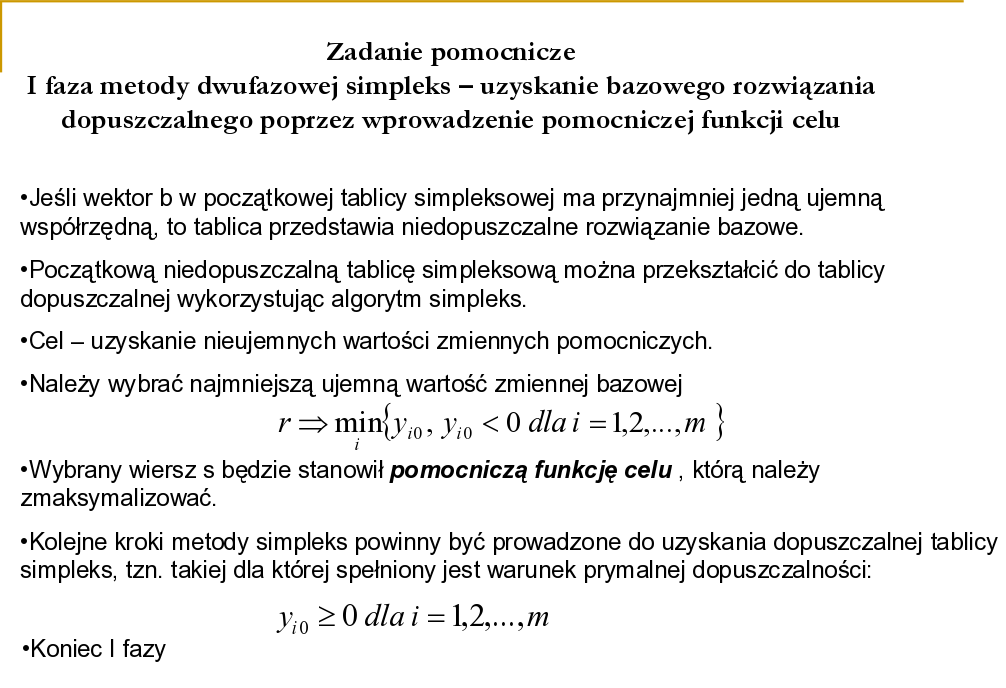 Zadanie pomocnicze
I faza metody dwufazowej simpleks – uzyskanie bazowego rozwiązania
dopuszczalnego poprzez wprowadzenie pomocniczej funkcji celu
•Jeśli wektor b w początkowej tablicy simpleksowej ma przynajmniej jedną ujemną
współrzędną, to tablica przedstawia niedopuszczalne rozwiązanie bazowe.
•Początkową niedopuszczalną tablicę simpleksową można przekształcić do tablicy
dopuszczalnej wykorzystując algorytm simpleks.
•Cel – uzyskanie nieujemnych wartości zmiennych pomocniczych.
•Należy wybrać najmniejszą ujemną wartość zmiennej bazowej
r ⇒ min{y_{i0}, y_{i0} < 0 dla i = 1,2,...,m }
i
•Wybrany wiersz s będzie stanowił pomocniczą funkcję celu , którą należy
zmaksymalizować.
•Kolejne kroki metody simpleks powinny być prowadzone do uzyskania dopuszczalnej tablicy
simpleks, tzn. takiej dla której spełniony jest warunek prymalnej dopuszczalności:
y_{i0} ≥ 0 dla i = 1,2,...,m
•Koniec I fazy